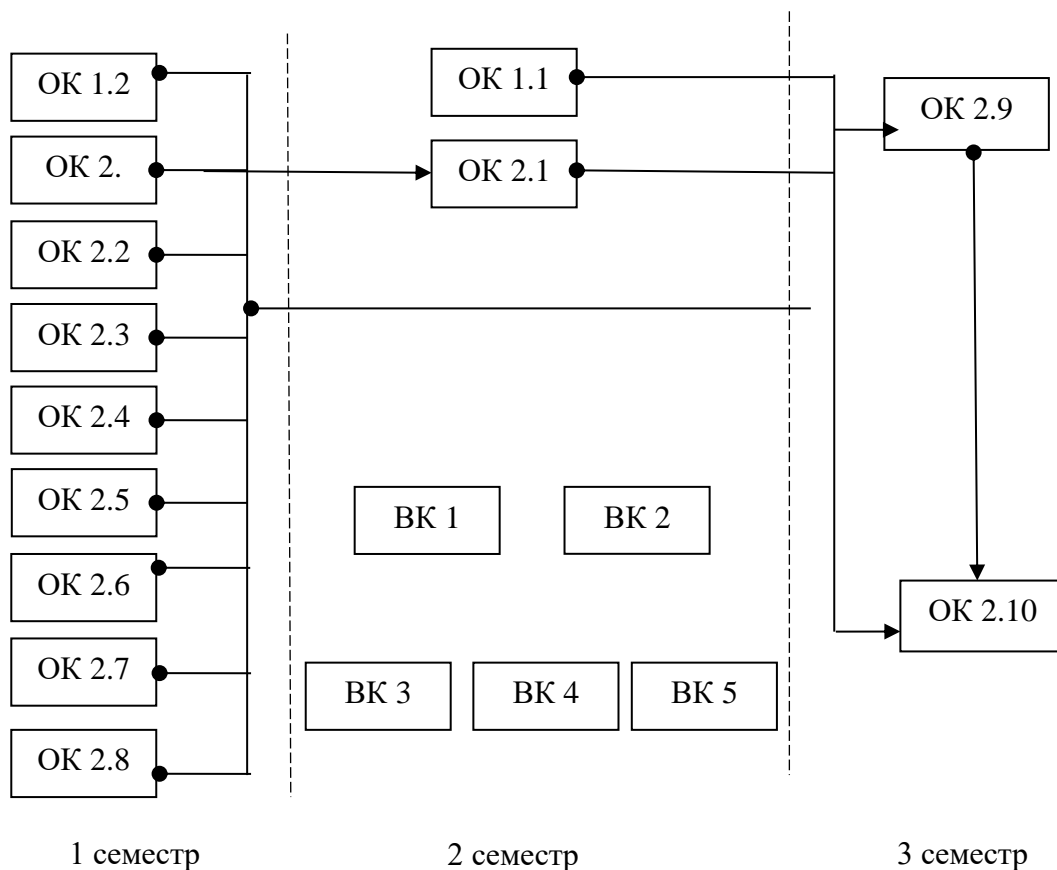 ОК 1.2
ОК 1.1
ОК 2.9
ОК 2.
ОК 2.1
ОК 2.2
ОК 2.3
ОК 2.4
ОК 2.5
ВК 1
ВК 2
ОК 2.6
ОК 2.10
ОК 2.7
ВК 3
ВК 4
ВК 5
ОК 2.8
1 семестр
2 семестр
3 семестр